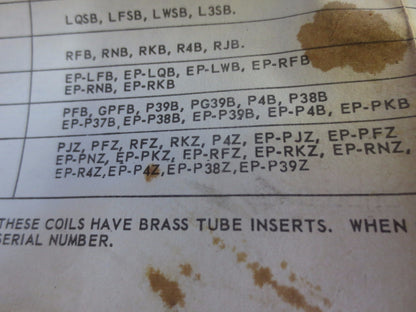 LQSB, LFSB, LWSB, L3SB.
RFB, RNB, RKB, R4B, RJB.
EP-LFB, EP-LQB, EP-LWB, EP-RFB
EP-RNB, EP-RKB
PFB, GPFB, P39B, PG39B, P4B, P38B
EP-P37B, EP-P38B, EP-P39B, EP-P4B, EP-PKB
PJZ, PFZ, RFZ, RKZ, P4Z, EP-PJZ, EP-PFZ
EP-PNZ, EP-PKZ, EP-RFZ, EP-RKZ, EP-RNZ,
EP-R4Z, EP-P4Z, EP-P38Z, EP-P39Z
THESE COILS HAVE BRASS TUBE INSERTS. WHEN
SERIAL NUMBER.